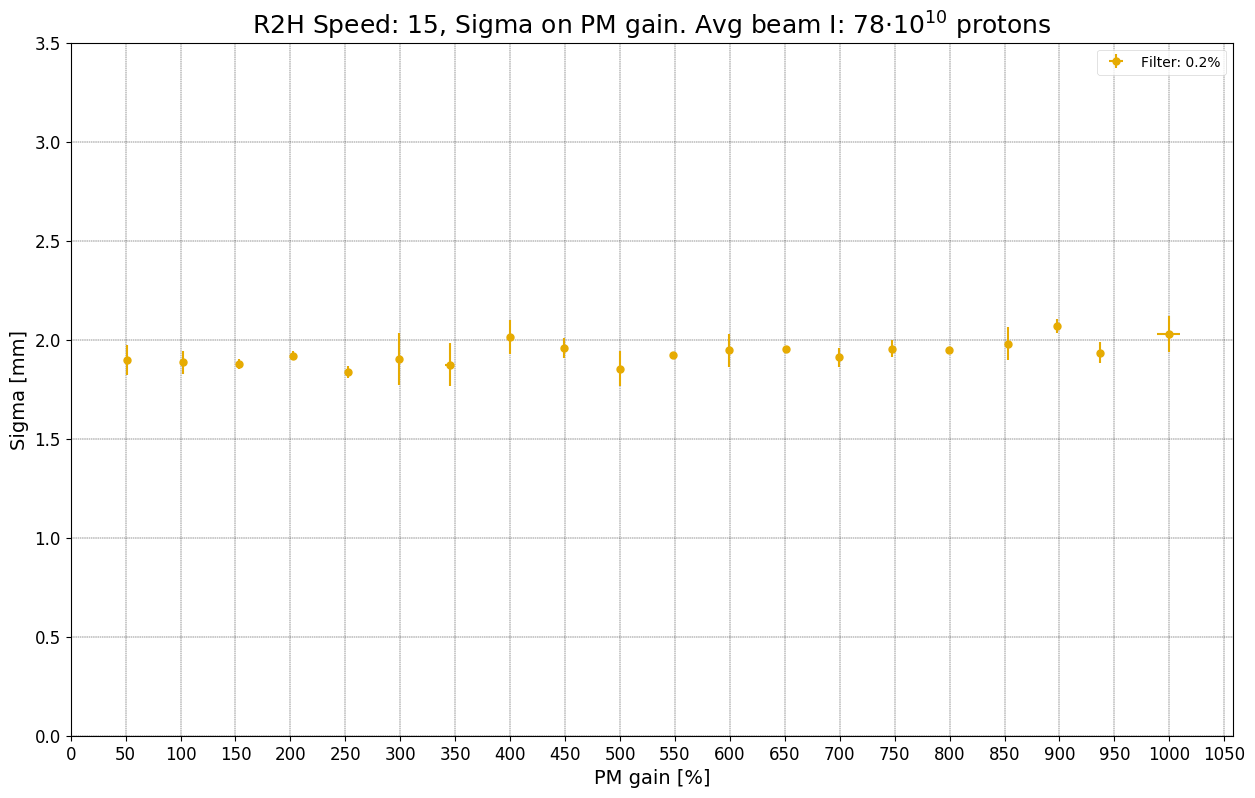 R2H Speed: 15, Sigma on PM gain. Avg beam I: 78·10¹⁰ protons
Filter: 0.2%
3.5
3.0
2.5
2.0
1.5
1.0
0.5
0.0
Sigma [mm]
0 50 100 150 200 250 300 350 400 450 500 550 600 650 700 750 800 850 900 950 1000 1050
PM gain [%]